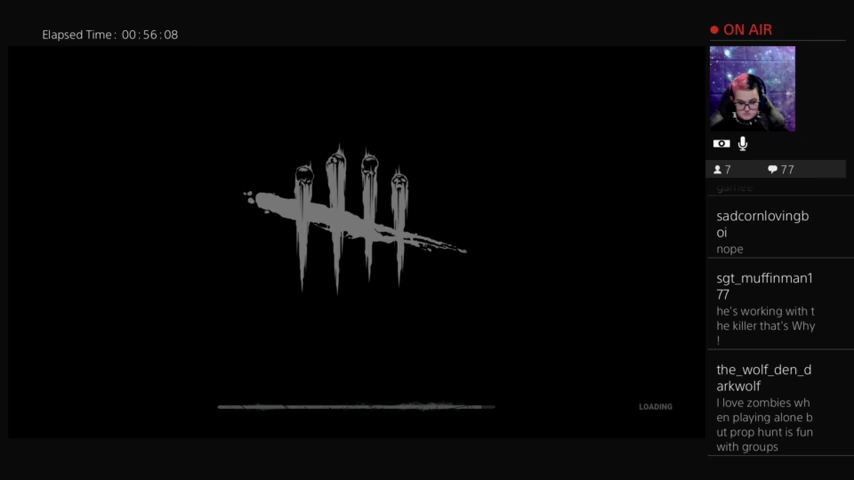 Elapsed Time: 00:56:08
ON AIR
7
77
sadcornlovingb
oi
nope
sgt_muffinman1
77
he's working with t
he killer that's Why
!
the_wolf_den_d
arkwolf
I love zombies wh
en playing alone b
ut prop hunt is fun
with groups
LOADING